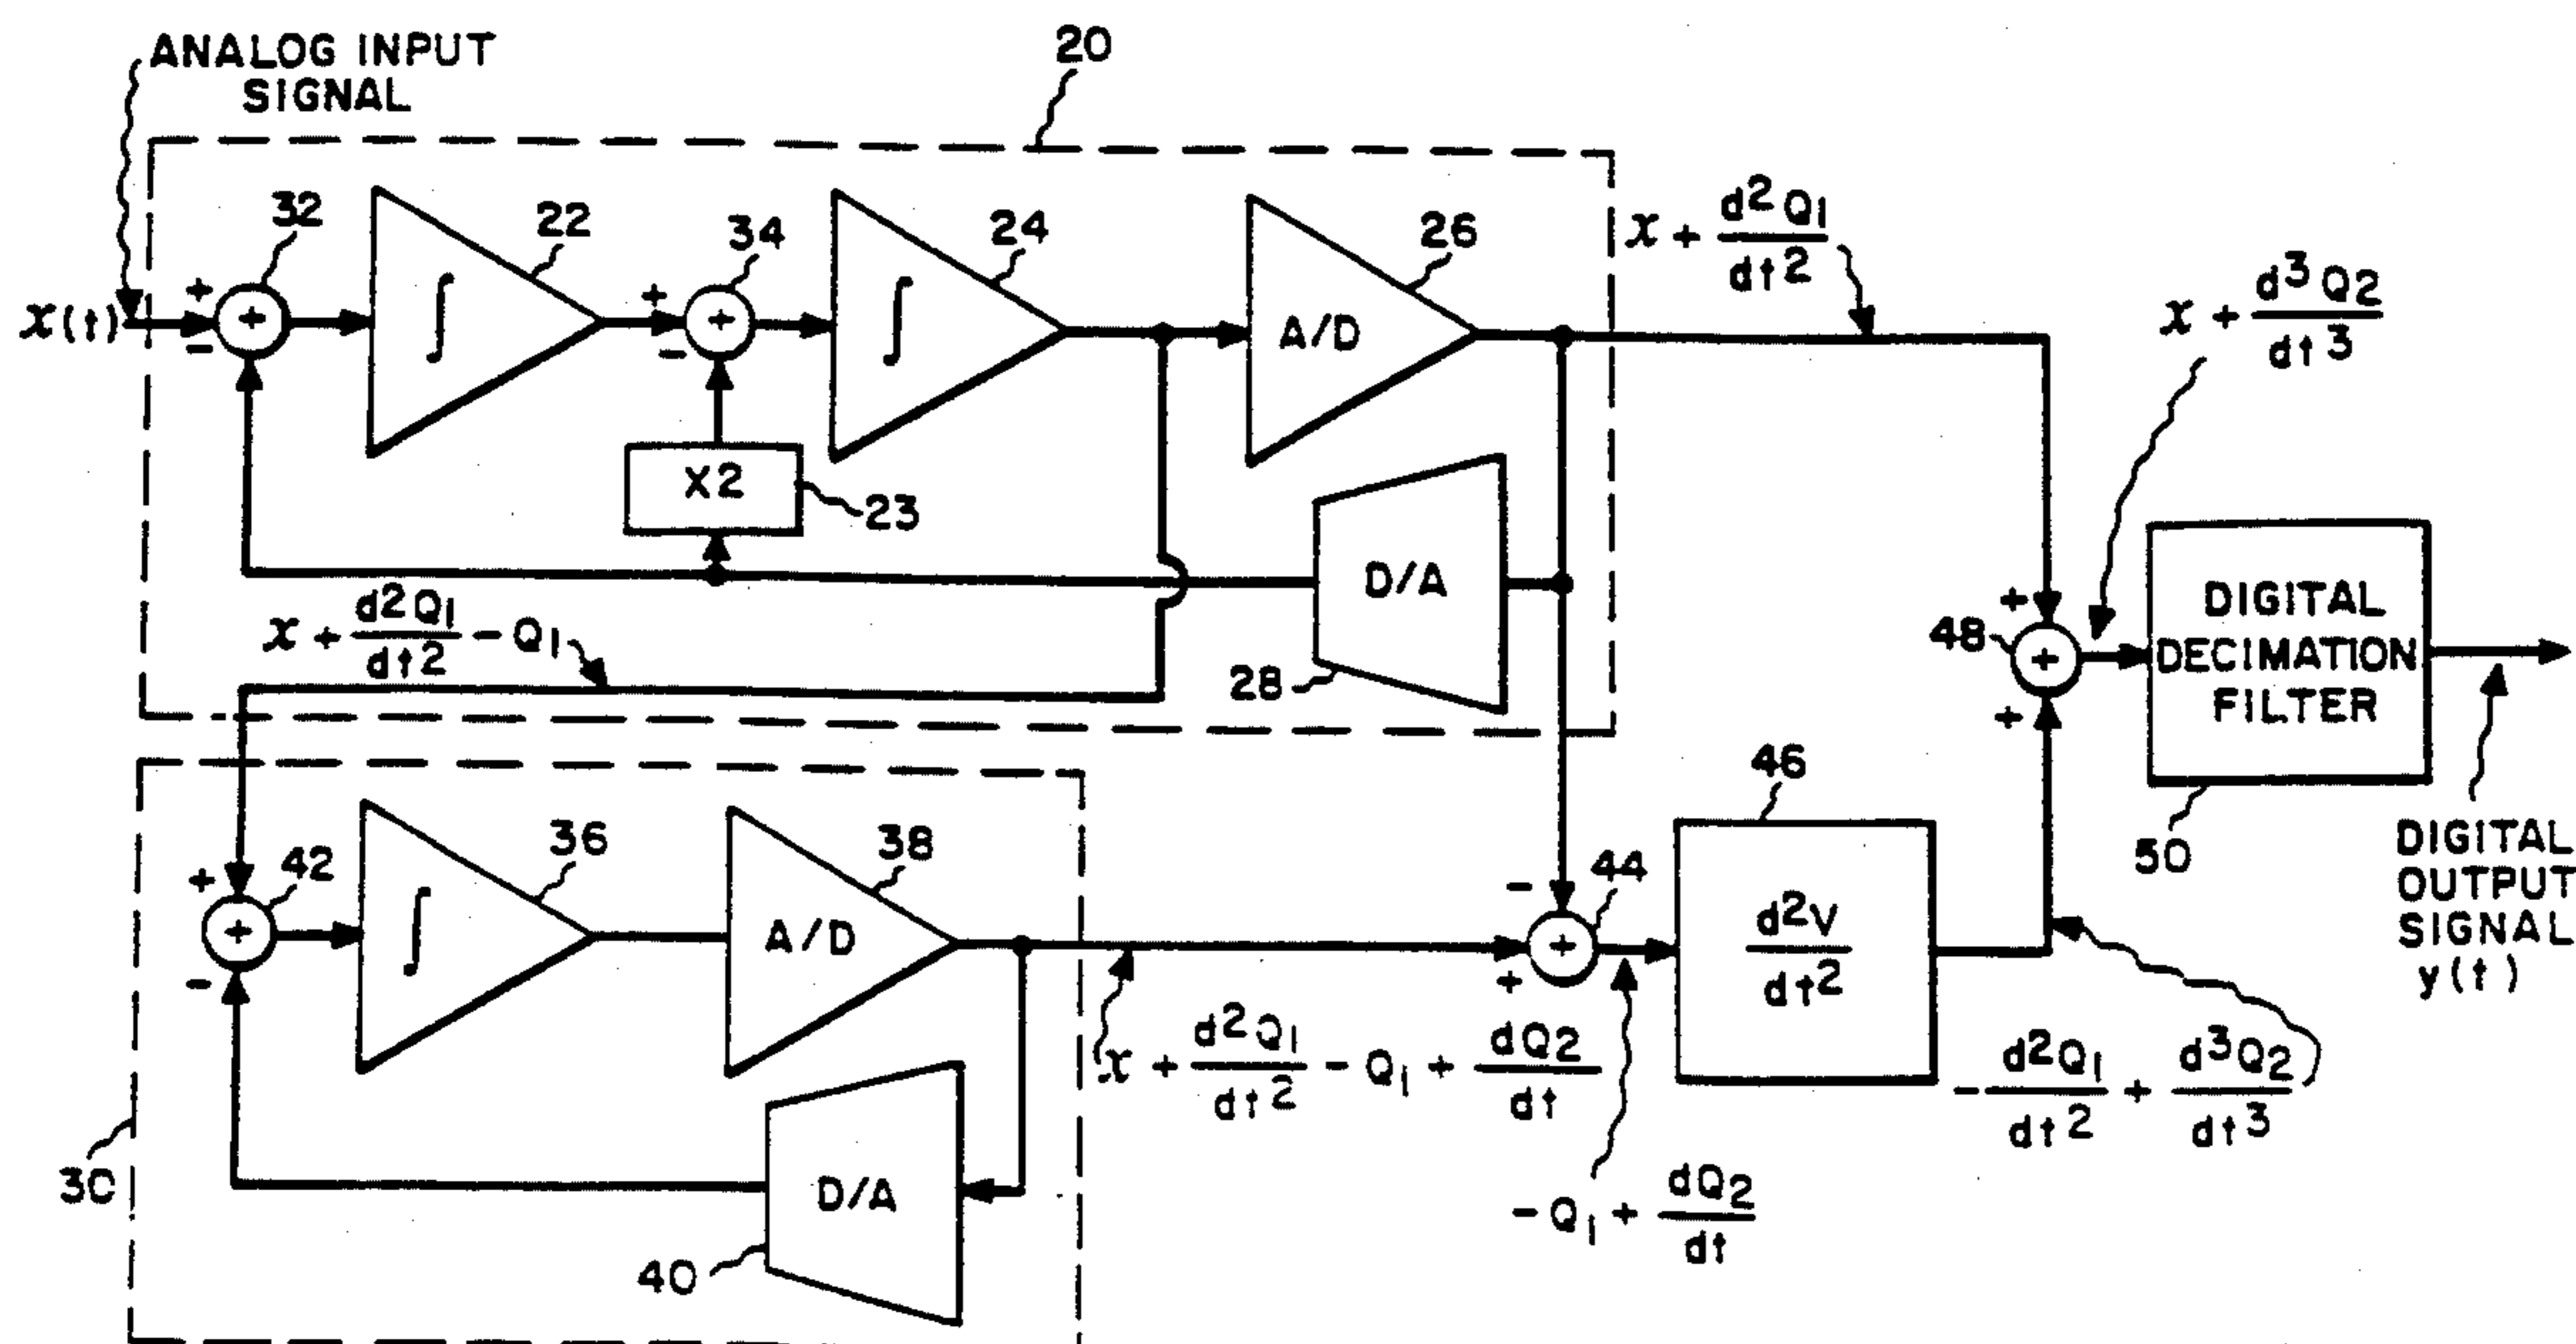 ANALOG INPUT
SIGNAL
20
32
22
34
24
26
x + d²Q₁/dt²
x + d³Q₂/dt³
x(t)
+
-
+
∫
+
-
+
∫
A/D
X2
23
D/A
28
x + d²Q₁/dt² - Q₁
48
+
+
+
DIGITAL
DECIMATION
FILTER
50
DIGITAL
OUTPUT
SIGNAL
y(t)
30
42
+
-
+
∫
36
A/D
38
D/A
40
x + d²Q₁/dt² - Q₁ + dQ₂/dt
44
-
+
+
-Q₁ + dQ₂/dt
46
d²V/dt²
-d²Q₁/dt² + d³Q₂/dt³